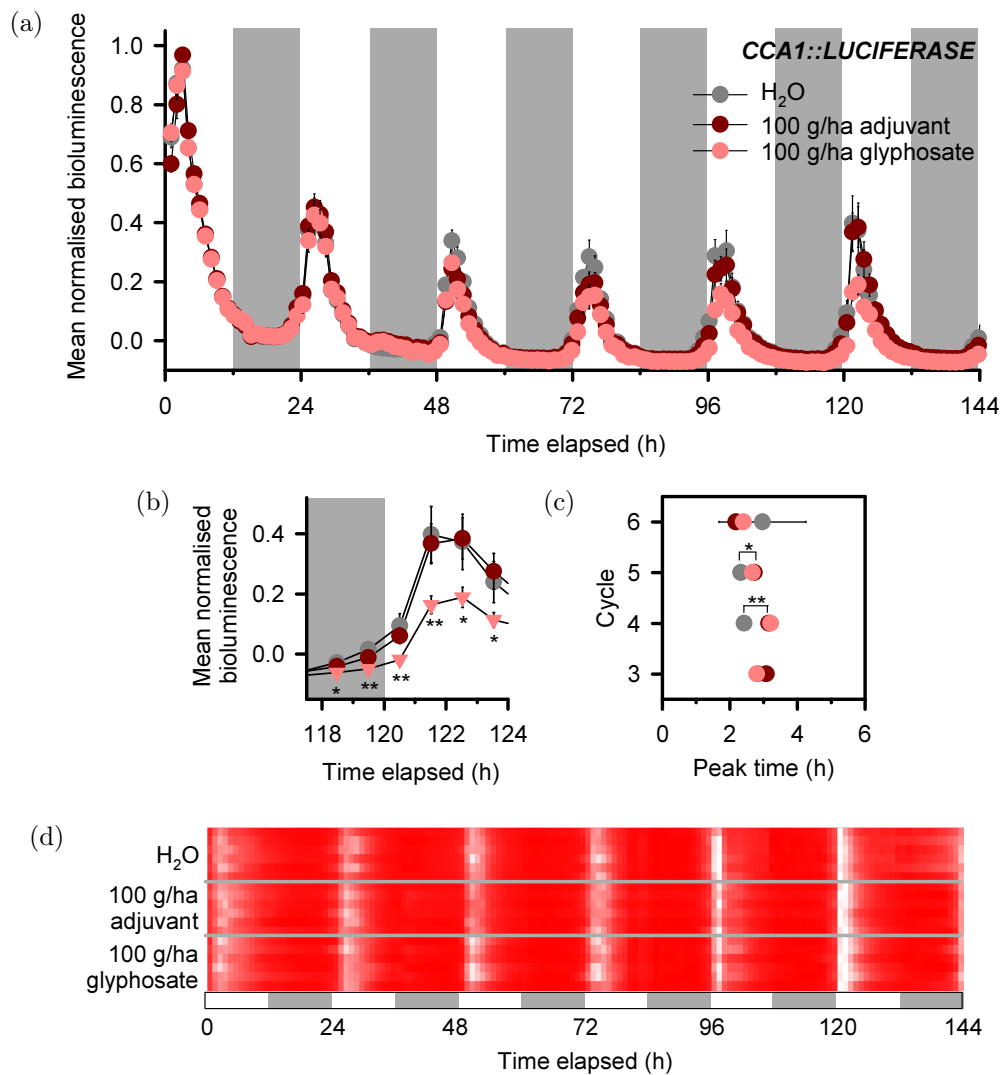 (a)
CCA1::LUCIFERASE
H₂O
100 g/ha adjuvant
100 g/ha glyphosate
Mean normalised bioluminescence
1.0
0.8
0.6
0.4
0.2
0.0
0 24 48 72 96 120 144
Time elapsed (h)
(b)
Mean normalised
bioluminescence
0.4
0.2
0.0
* ** ** ** * *
118 120 122 124
Time elapsed (h)
(c)
Cycle
6
5
4
3
*
**
0 2 4 6
Peak time (h)
(d)
H₂O
100 g/ha
adjuvant
100 g/ha
glyphosate
0 24 48 72 96 120 144
Time elapsed (h)